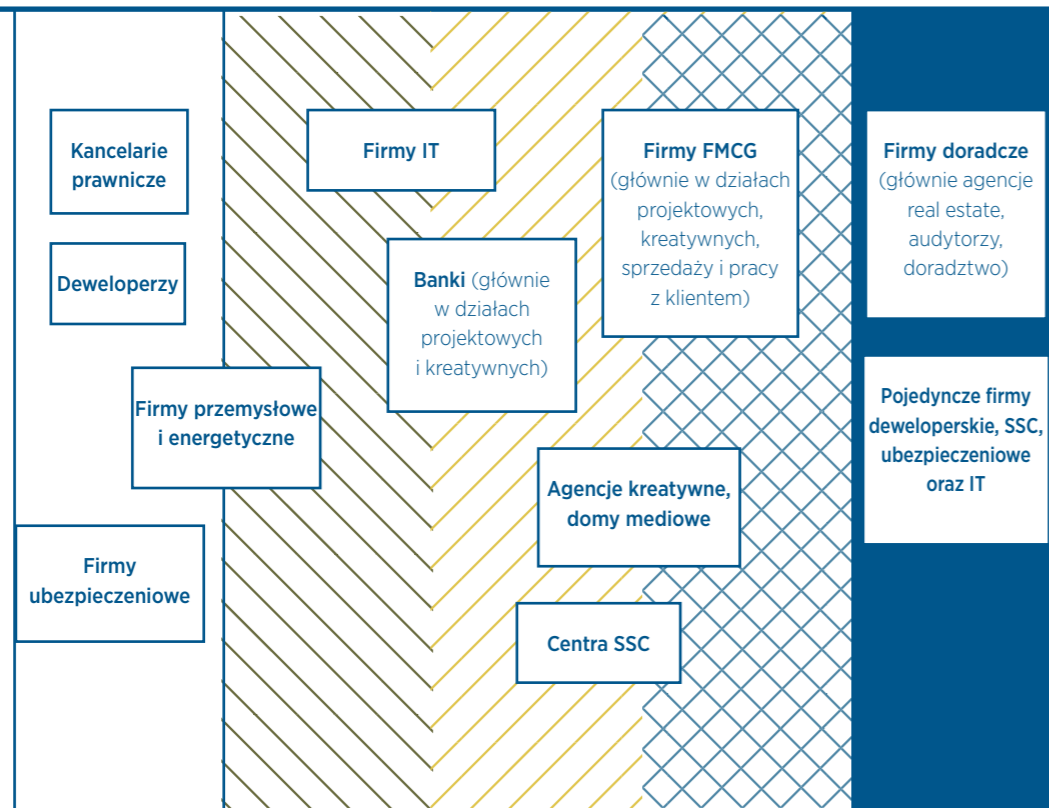 Kancelarie
prawnicze
Deweloperzy
Firmy przemysłowe
i energetyczne
Firmy
ubezpieczeniowe
Firmy IT
Banki (głównie
w działach
projektowych
i kreatywnych)
Firmy FMCG
(głównie w działach
projektowych,
kreatywnych,
sprzedaży i pracy
z klientem)
Agencje kreatywne,
domy mediowe
Centra SSC
Firmy doradcze
(głównie agencje
real estate,
audytorzy,
doradztwo)
Pojedyncze firmy
deweloperskie, SSC,
ubezpieczeniowe
oraz IT